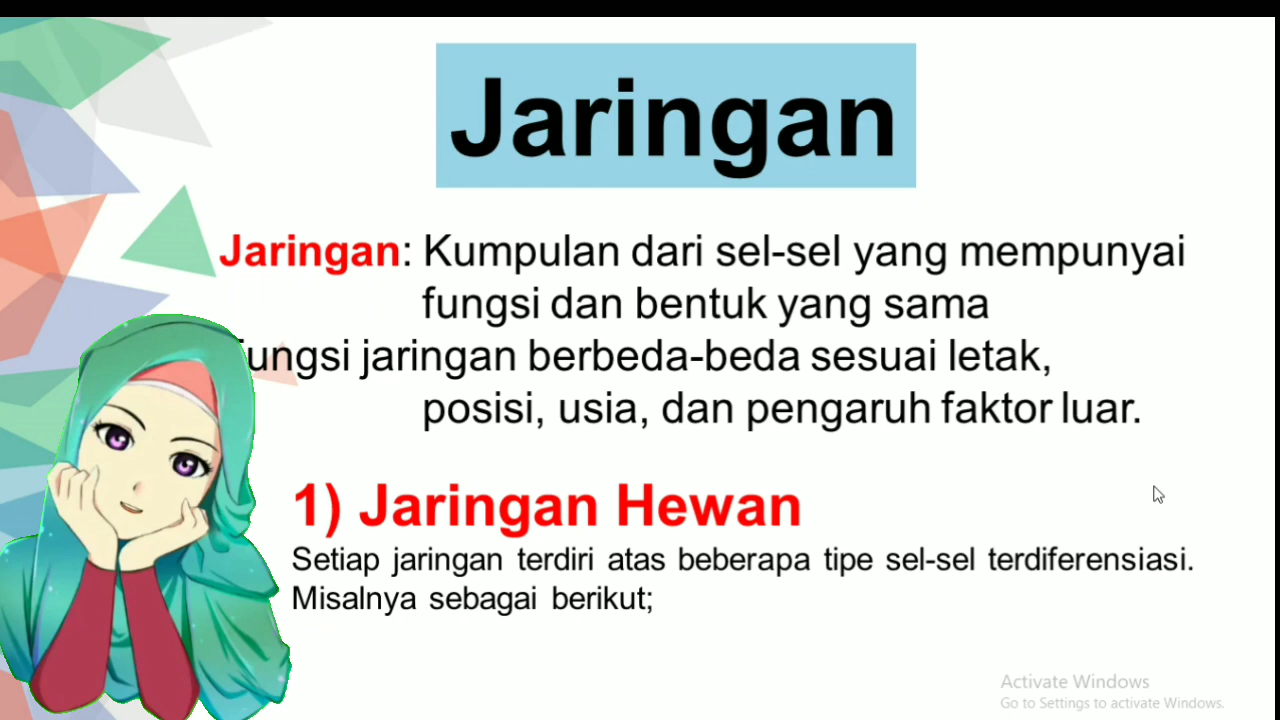 Jaringan
Jaringan: Kumpulan dari sel-sel yang mempunyai
fungsi dan bentuk yang sama
fungsi jaringan berbeda-beda sesuai letak,
posisi, usia, dan pengaruh faktor luar.
1) Jaringan Hewan
Setiap jaringan terdiri atas beberapa tipe sel-sel terdiferensiasi.
Misalnya sebagai berikut;
Activate Windows
Go to Settings to activate Windows.